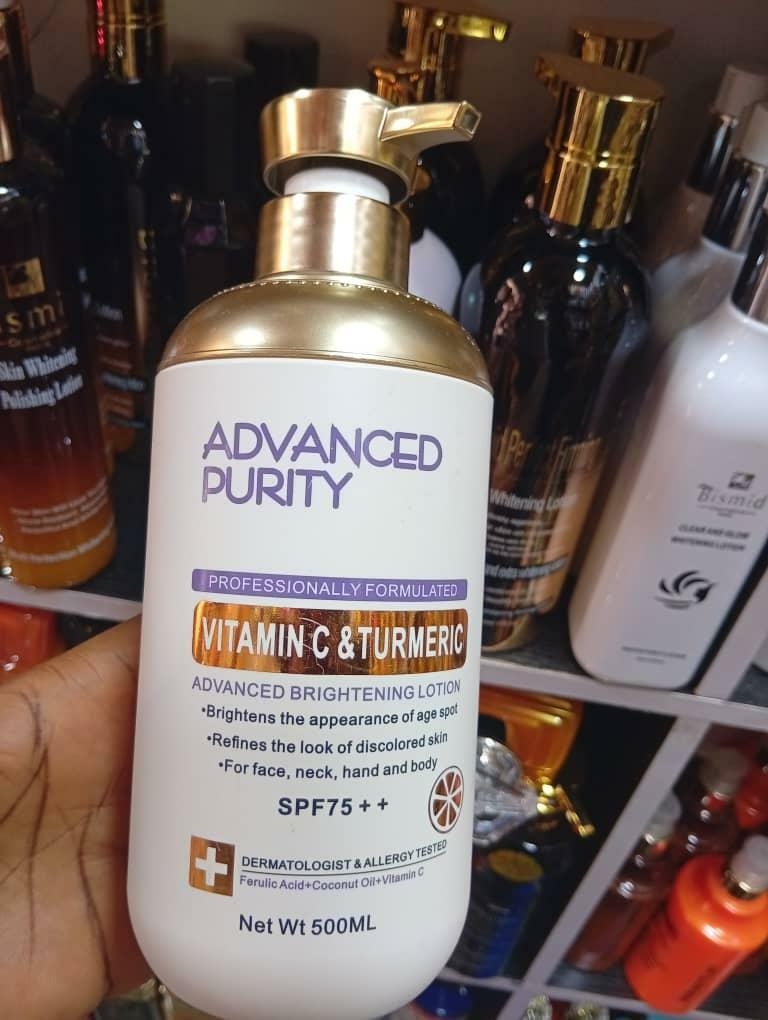 ADVANCED
PURITY
PROFESSIONALLY FORMULATED
VITAMIN C & TURMERIC
ADVANCED BRIGHTENING LOTION
•Brightens the appearance of age spot
•Refines the look of discolored skin
•For face, neck, hand and body
SPF75++
DERMATOLOGIST & ALLERGY TESTED
Ferulic Acid+Coconut Oil+Vitamin C
Net Wt 500ML
Skin Whitening
Polishing Lotion
Whitening
Bismid
CLEAR AND GLOW
WHITENING LOTION